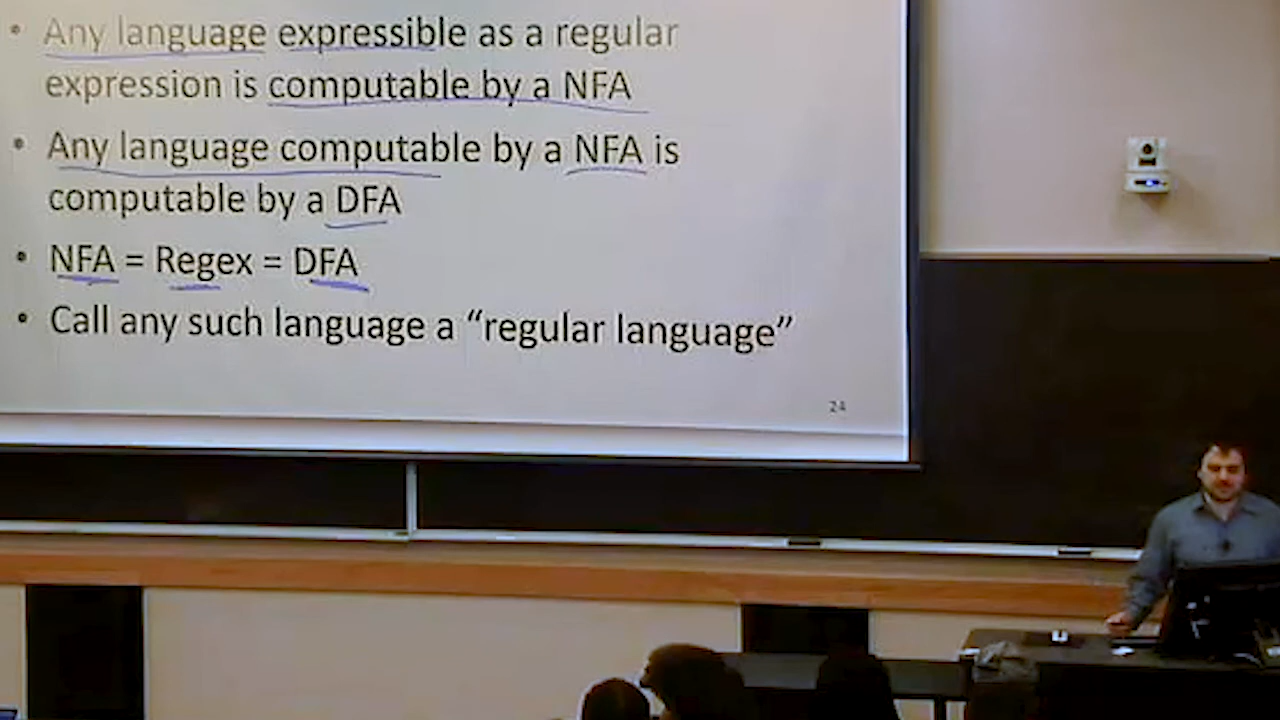 • Any language expressible as a regular
expression is computable by a NFA
• Any language computable by a NFA is
computable by a DFA
• NFA = Regex = DFA
• Call any such language a “regular language”
24